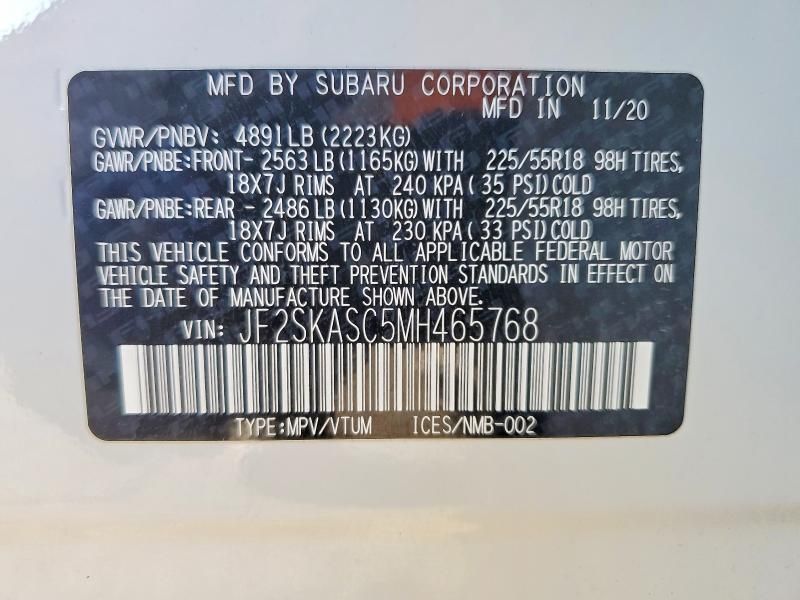 MFD BY SUBARU CORPORATION
MFD IN 11/20
GVWR/PNBV: 4891LB (2223KG)
GAWR/PNBE:FRONT- 2563LB (1165KG) WITH 225/55R18 98H TIRES,
18X7J RIMS AT 240 KPA (35 PSI) COLD
GAWR/PNBE:REAR - 2486LB (1130KG) WITH 225/55R18 98H TIRES,
18X7J RIMS AT 230 KPA (33 PSI) COLD
THIS VEHICLE CONFORMS TO ALL APPLICABLE FEDERAL MOTOR
VEHICLE SAFETY AND THEFT PREVENTION STANDARDS IN EFFECT ON
THE DATE OF MANUFACTURE SHOWN ABOVE.
VIN: JF2SKASC5MH465768
TYPE:MPV/VTUM ICES/NMB-002